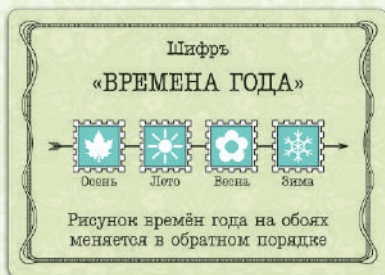 Шифръ
«ВРЕМЕНА ГОДА»
Осень Лето Весна Зима
Рисунок времён года на обоях
меняется в обратном порядке